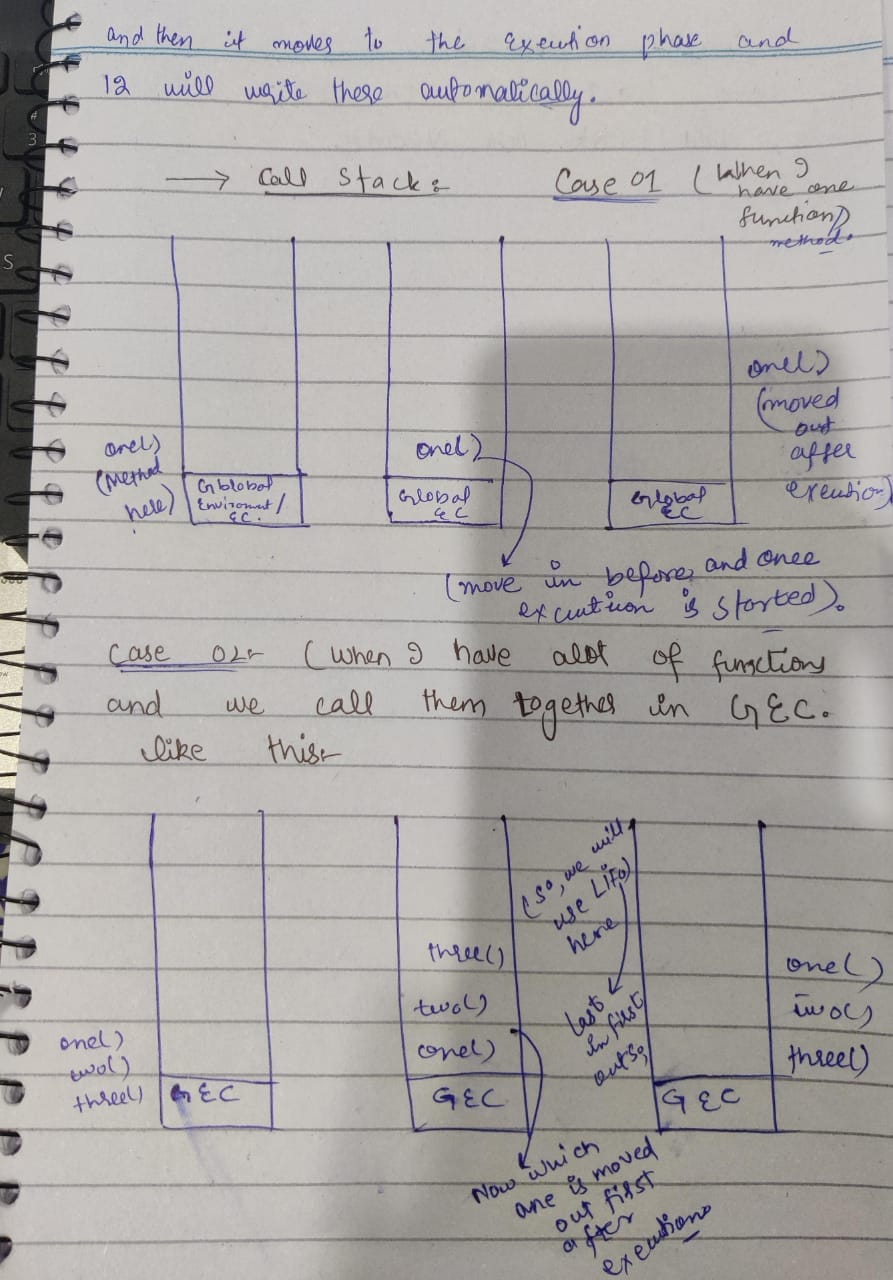 and then it moves to the execution phase and
12 will write these automatically.
→ Call Stack:
Case 01 (When I
have one
function)
method.
one()
(Method
here)
Global
Enviroment/
EC.
one()
Global
EC
Global
EC
one()
(moved
out
after
exeution)
(move in before, and once
excution is started).
Case 02:- (when I have alot of functions
and we call them together in GEC.
like this:-
one()
two()
three()
GEC
three()
two()
one()
GEC
(So, we will
use LIFO)
here
Last
in first
out so,
GEC
one()
two()
three()
Now which
one is moved
out first
after
execution